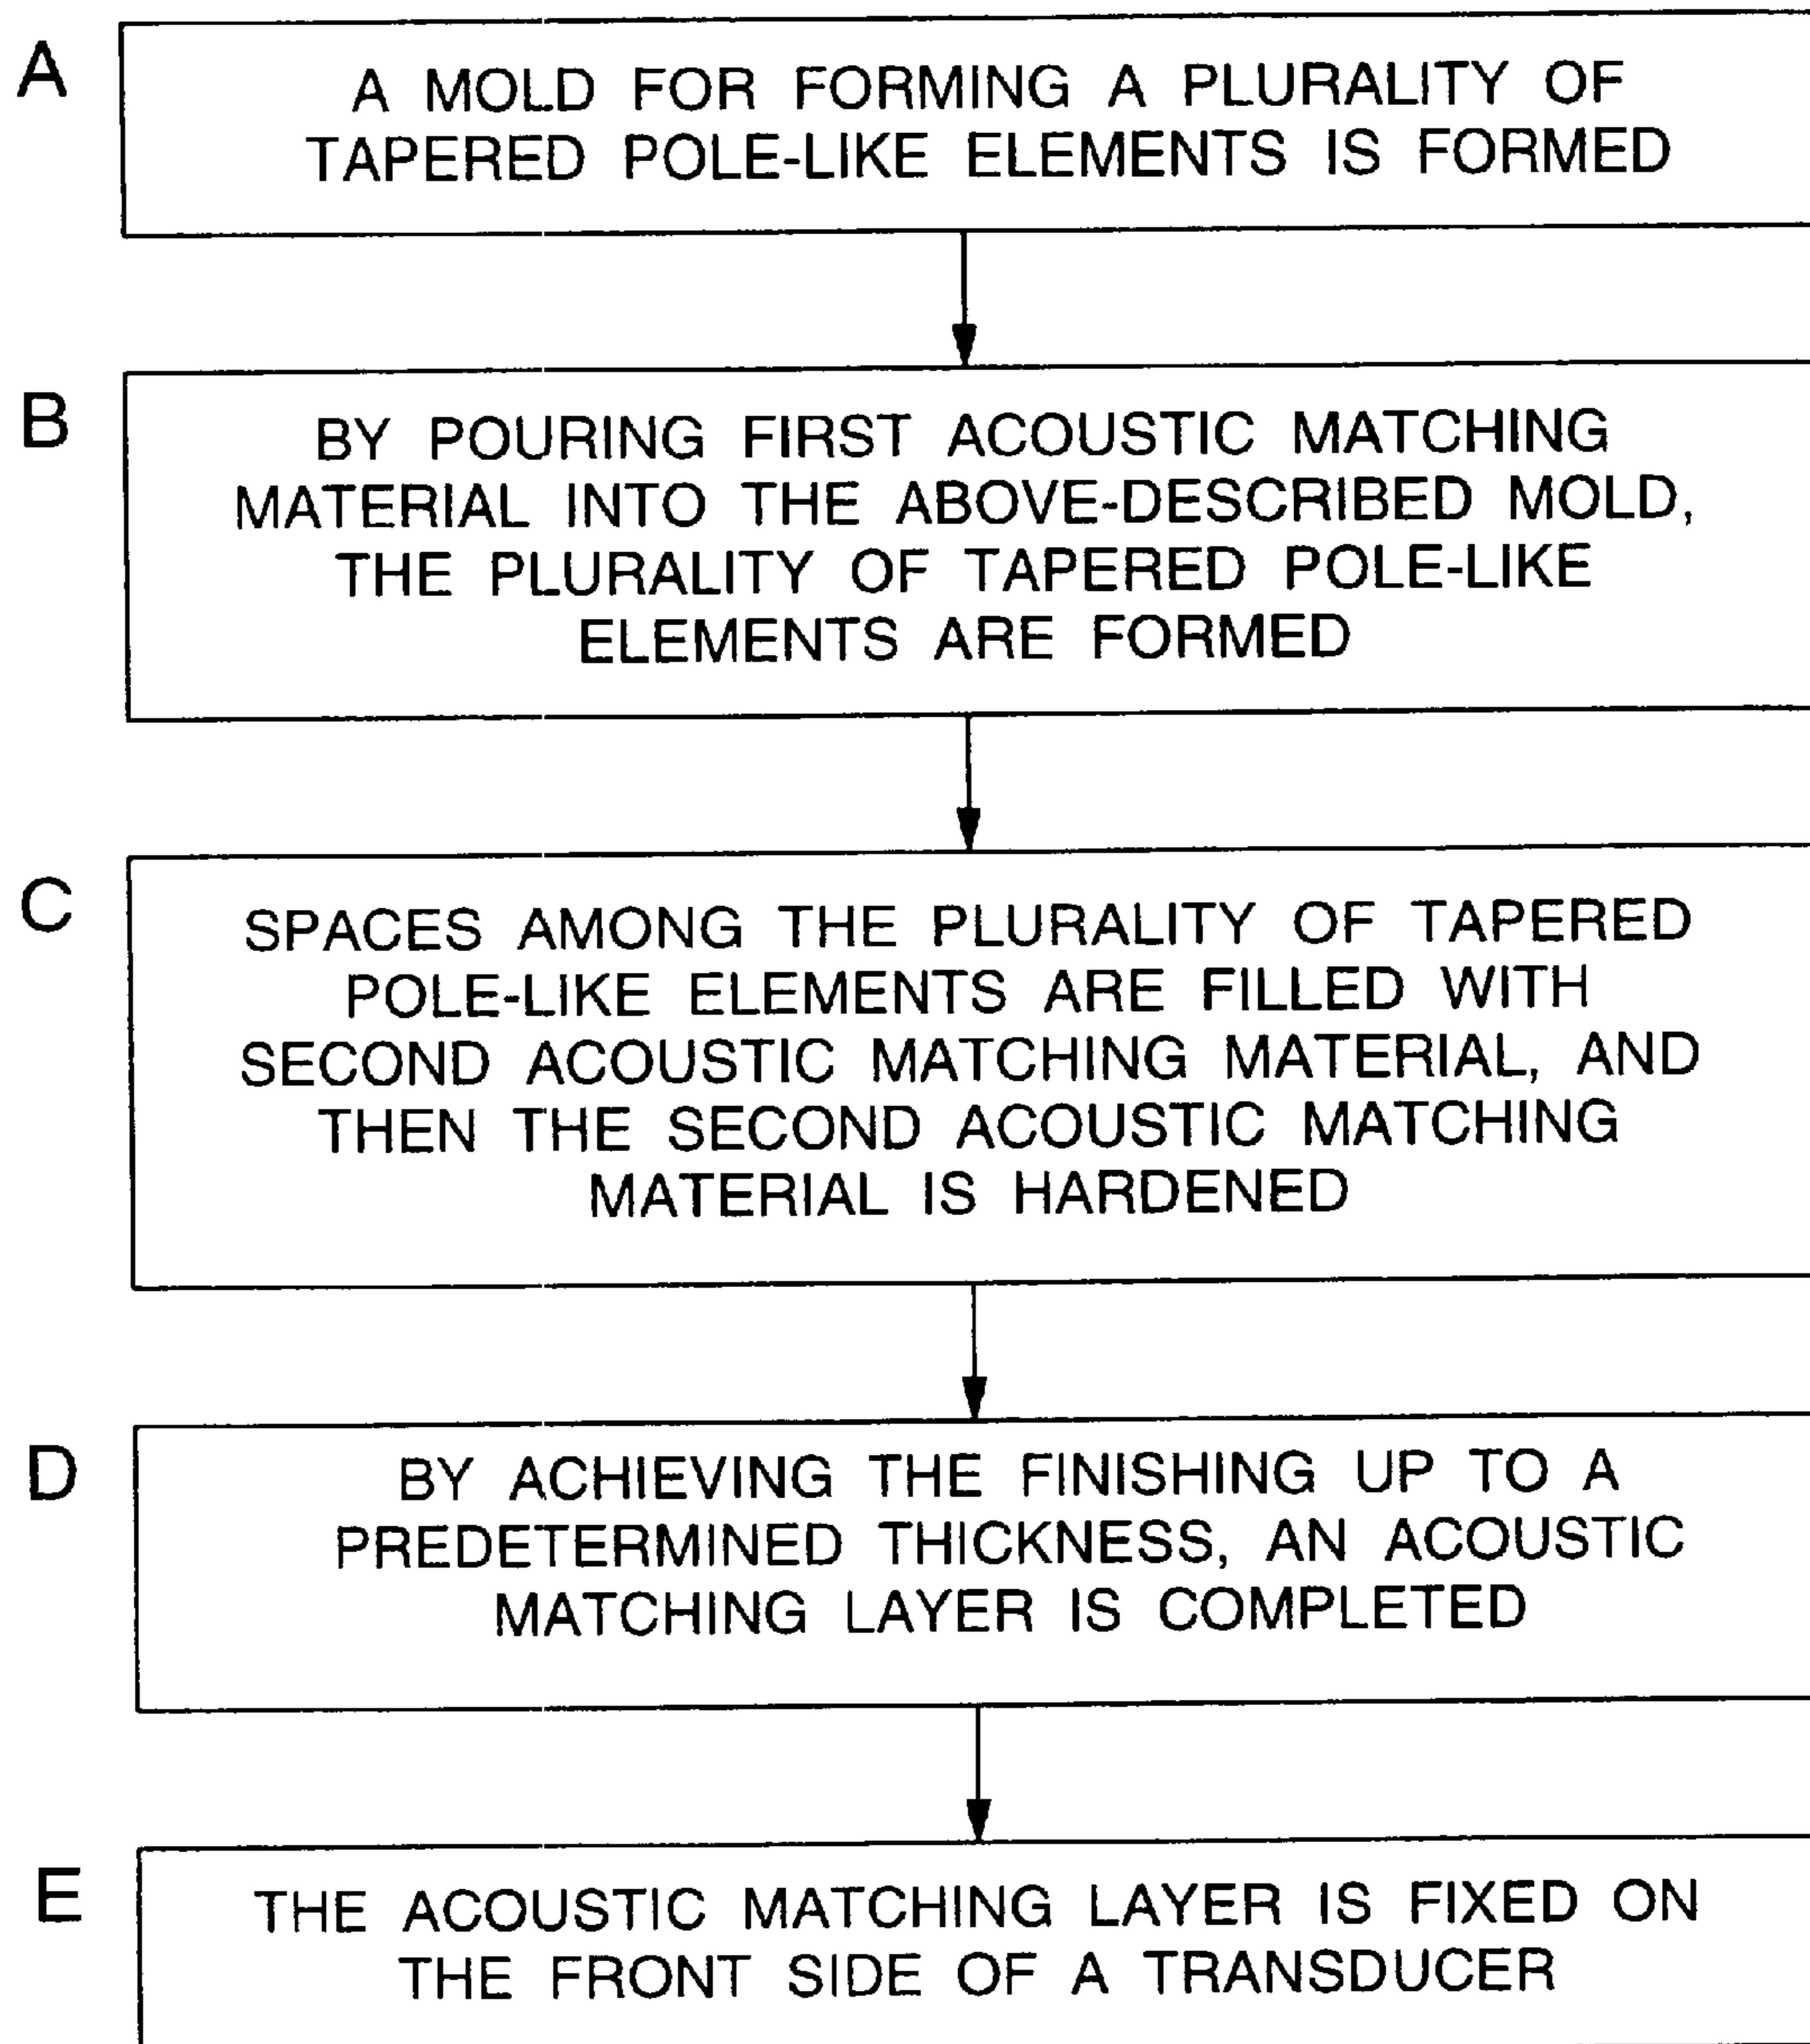 A
A MOLD FOR FORMING A PLURALITY OF
TAPERED POLE-LIKE ELEMENTS IS FORMED
B
BY POURING FIRST ACOUSTIC MATCHING
MATERIAL INTO THE ABOVE-DESCRIBED MOLD,
THE PLURALITY OF TAPERED POLE-LIKE
ELEMENTS ARE FORMED
C
SPACES AMONG THE PLURALITY OF TAPERED
POLE-LIKE ELEMENTS ARE FILLED WITH
SECOND ACOUSTIC MATCHING MATERIAL, AND
THEN THE SECOND ACOUSTIC MATCHING
MATERIAL IS HARDENED
D
BY ACHIEVING THE FINISHING UP TO A
PREDETERMINED THICKNESS, AN ACOUSTIC
MATCHING LAYER IS COMPLETED
E
THE ACOUSTIC MATCHING LAYER IS FIXED ON
THE FRONT SIDE OF A TRANSDUCER